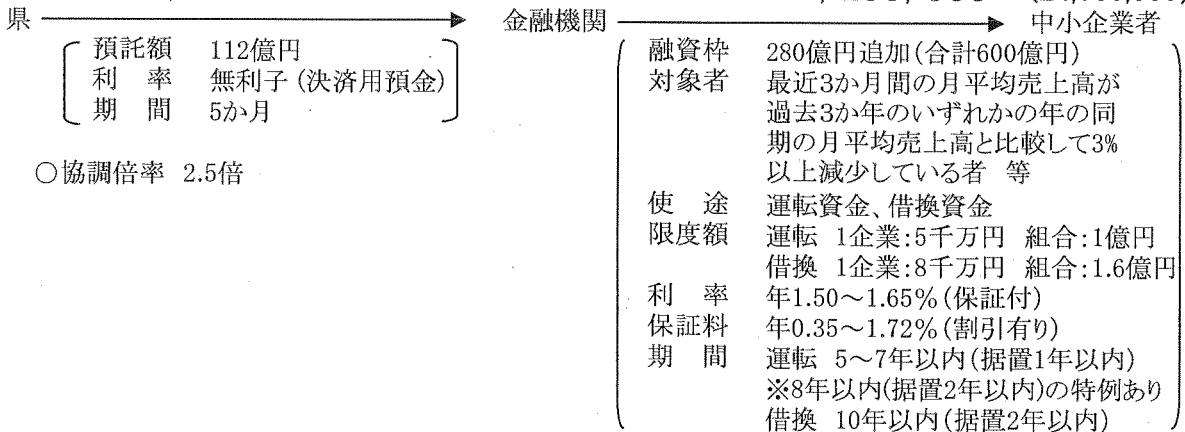 県 金融機関 中小企業者
預託額 112億円
利 率 無利子(決済用預金)
期 間 5か月
○協調倍率 2.5倍
融資枠 280億円追加(合計600億円)
対象者 最近3か月間の月平均売上高が
過去3か年のいずれかの年の同
期の月平均売上高と比較して3%
以上減少している者 等
使 途 運転資金、借換資金
限度額 運転 1企業:5千万円 組合:1億円
借換 1企業:8千万円 組合:1.6億円
利 率 年1.50~1.65%(保証付)
保証料 年0.35~1.72%(割引有り)
期 間 運転 5~7年以内(据置1年以内)
※8年以内(据置2年以内)の特例あり
借換 10年以内(据置2年以内)